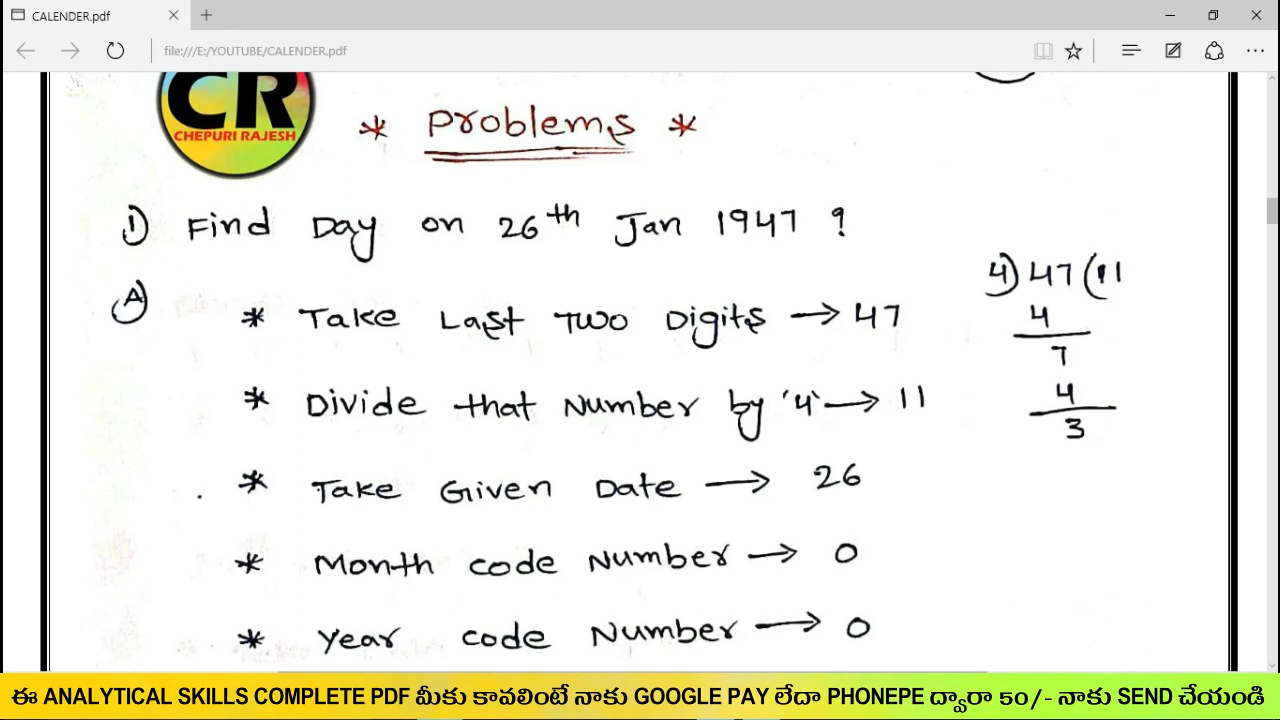 CALENDER.pdf
file:///E:/YOUTUBE/CALENDER.pdf
CR
CHEPURI RAJESH
* Problems *
1) Find Day on 26th Jan 1947 ?
A)
* Take Last Two Digits → 47
* Divide that Number by '4' → 11
* Take Given Date → 26
* Month code Number → 0
* Year code Number → 0
4) 47 (11
4
7
4
3
ఈ ANALYTICAL SKILLS COMPLETE PDF మీకు కావలింటే నాకు GOOGLE PAY లేదా PHONEPE ద్వారా 50/- నాకు SEND చేయండి